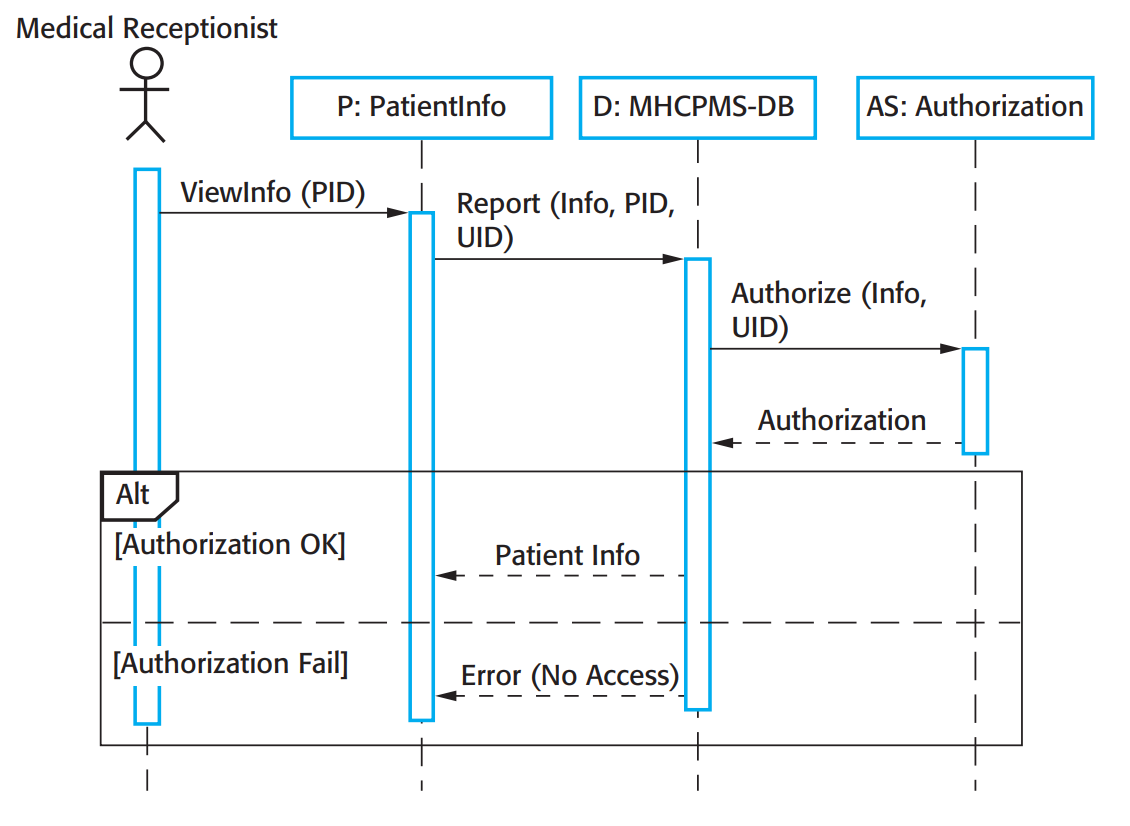 Medical Receptionist
P: PatientInfo
D: MHCPMS-DB
AS: Authorization
ViewInfo (PID)
Report (Info, PID,
UID)
Authorize (Info,
UID)
Authorization
Alt
[Authorization OK]
Patient Info
[Authorization Fail]
Error (No Access)